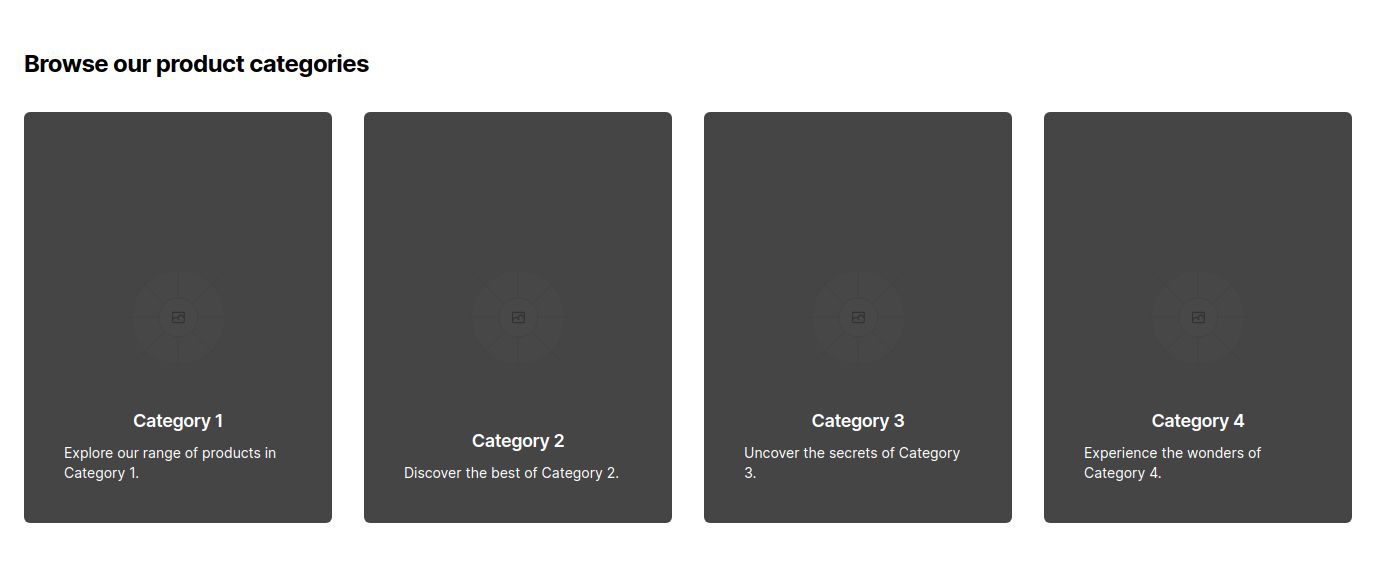 Browse our product categories
Category 1
Explore our range of products in
Category 1.
Category 2
Discover the best of Category 2.
Category 3
Uncover the secrets of Category
3.
Category 4
Experience the wonders of
Category 4.